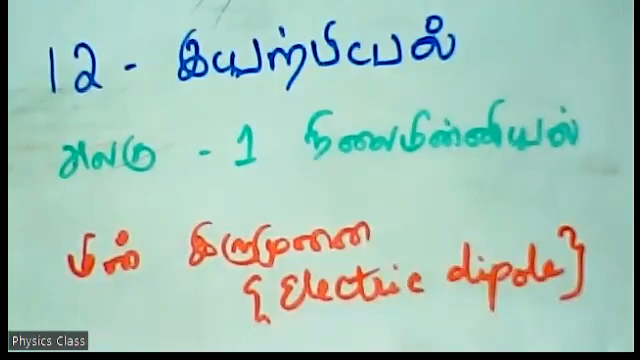 12 - இயற்பியல்
அலகு - 1 நிலைமின்னியல்
மின் இருமுனை
{ Electric dipole }
Physics Class